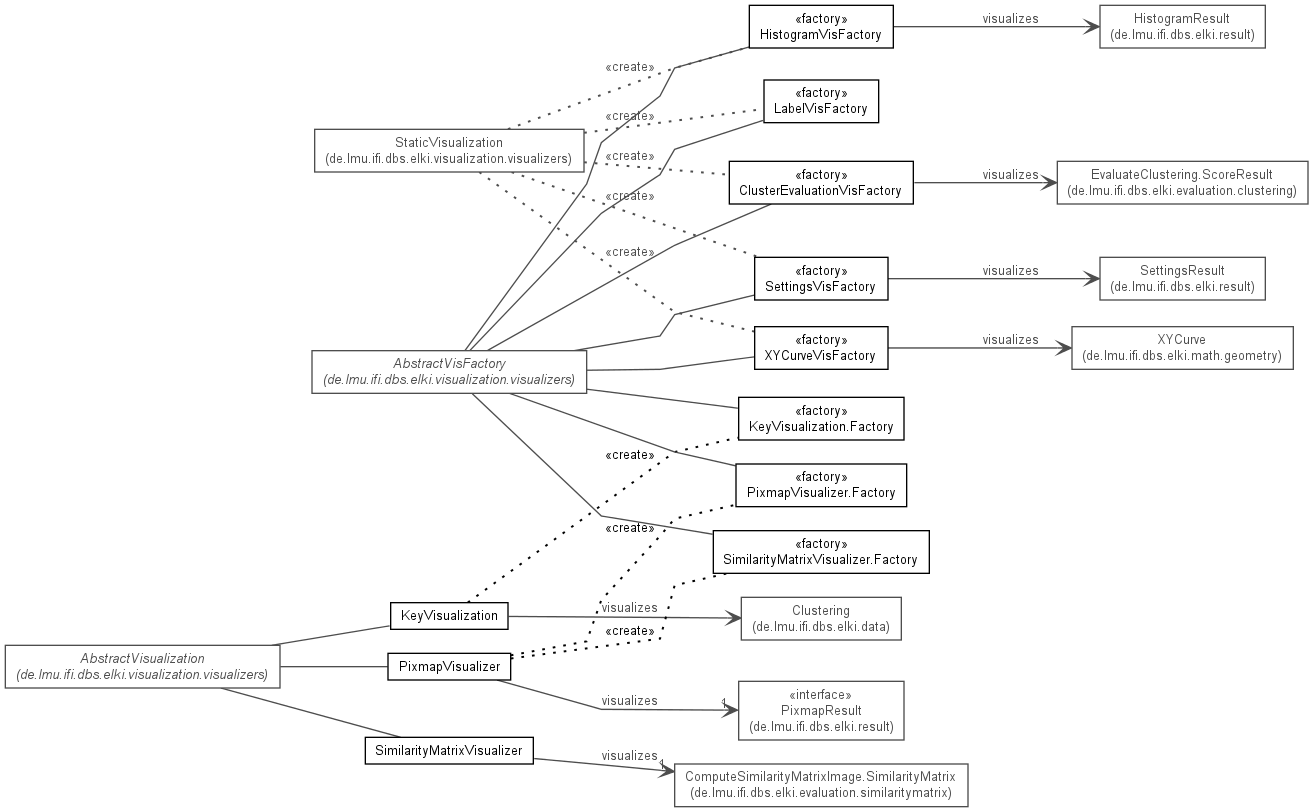 «factory»
HistogramVisFactory
visualizes
HistogramResult
(de.lmu.ifi.dbs.elki.result)
«create»
«factory»
LabelVisFactory
«create»
StaticVisualization
(de.lmu.ifi.dbs.elki.visualization.visualizers)
«create»
«factory»
ClusterEvaluationVisFactory
visualizes
EvaluateClustering.ScoreResult
(de.lmu.ifi.dbs.elki.evaluation.clustering)
«create»
«create»
«factory»
SettingsVisFactory
visualizes
SettingsResult
(de.lmu.ifi.dbs.elki.result)
«factory»
XYCurveVisFactory
visualizes
XYCurve
(de.lmu.ifi.dbs.elki.math.geometry)
AbstractVisFactory
(de.lmu.ifi.dbs.elki.visualization.visualizers)
«factory»
KeyVisualization.Factory
«create»
«factory»
PixmapVisualizer.Factory
«create»
«factory»
SimilarityMatrixVisualizer.Factory
KeyVisualization
visualizes
Clustering
(de.lmu.ifi.dbs.elki.data)
«create»
AbstractVisualization
(de.lmu.ifi.dbs.elki.visualization.visualizers)
PixmapVisualizer
visualizes
1
«interface»
PixmapResult
(de.lmu.ifi.dbs.elki.result)
SimilarityMatrixVisualizer
visualizes
1
ComputeSimilarityMatrixImage.SimilarityMatrix
(de.lmu.ifi.dbs.elki.evaluation.similaritymatrix)